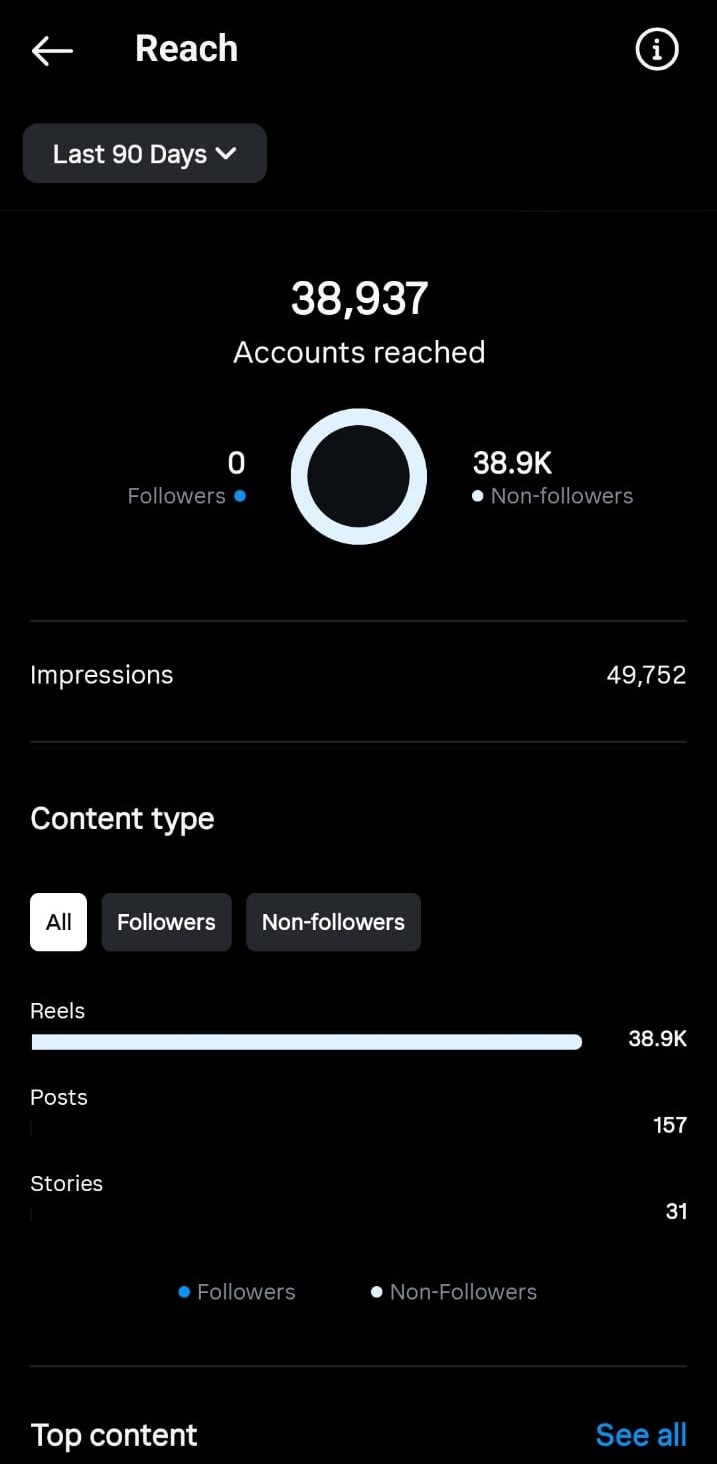 Reach
Last 90 Days
38,937
Accounts reached
0
Followers
38.9K
Non-followers
Impressions 49,752
Content type
All Followers Non-followers
Reels
38.9K
Posts
157
Stories
31
Followers Non-Followers
Top content See all